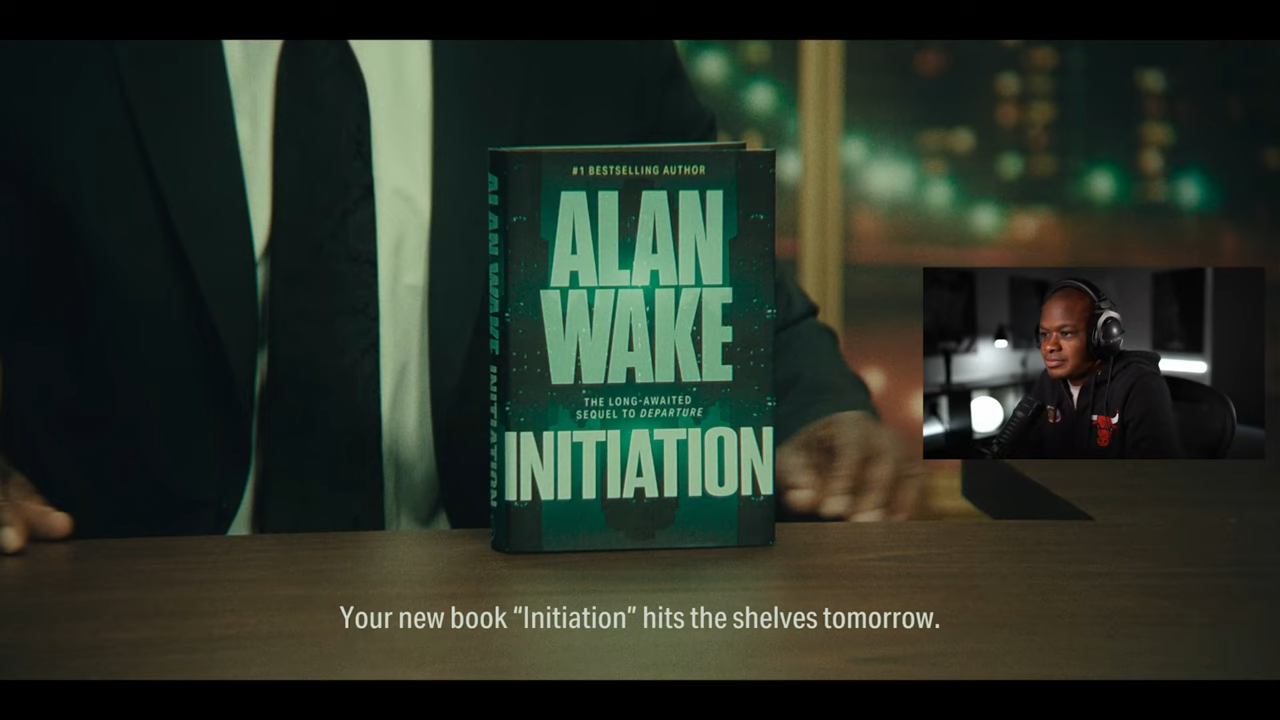 #1 BESTSELLING AUTHOR
ALAN
WAKE
THE LONG-AWAITED
SEQUEL TO DEPARTURE
INITIATION
ALAN WAKE INITIATION
Your new book “Initiation” hits the shelves tomorrow.